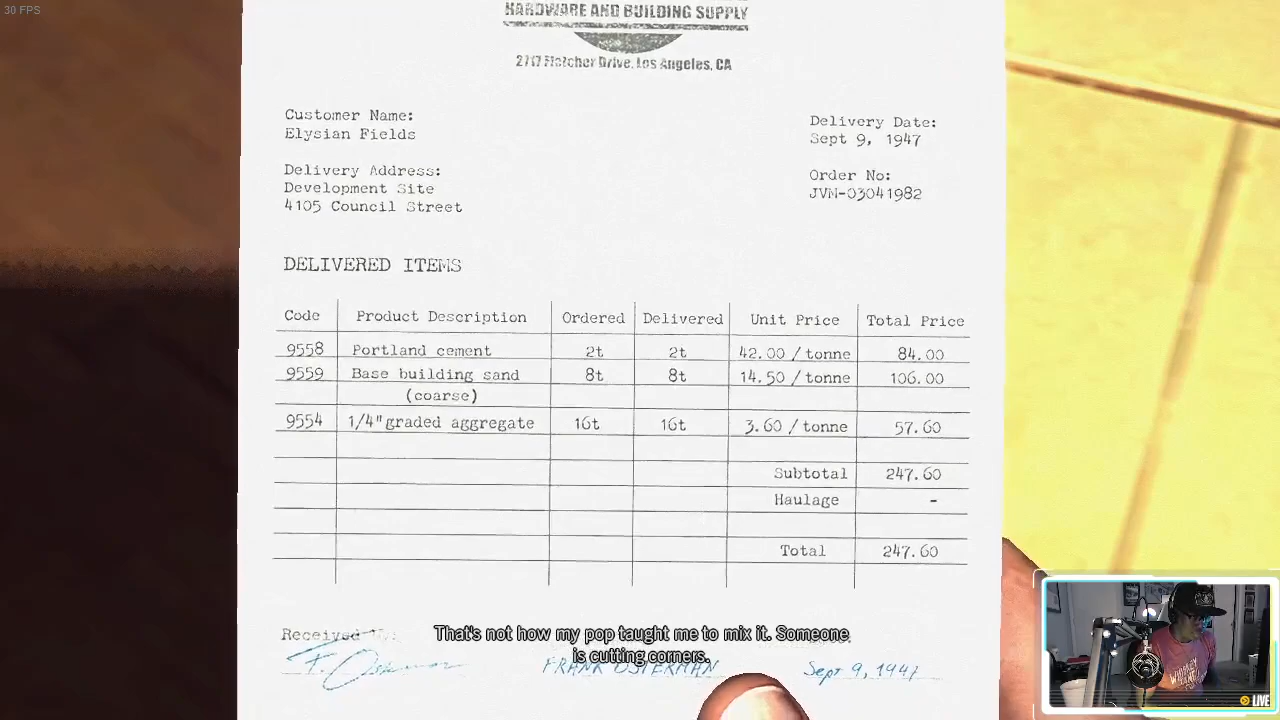 30 FPS
HARDWARE AND BUILDING SUPPLY
2717 Fletcher Drive, Los Angeles, CA
Customer Name:
Elysian Fields
Delivery Date:
Sept 9, 1947
Delivery Address:
Development Site
4105 Council Street
Order No:
JVM-03041982
DELIVERED ITEMS
Code Product Description Ordered Delivered Unit Price Total Price
9558 Portland cement 2t 2t 42.00 / tonne 84.00
9559 Base building sand 8t 8t 14.50 / tonne 106.00
(coarse)
9554 1/4" graded aggregate 16t 16t 3.60 / tonne 57.60
Subtotal 247.60
Haulage -
Total 247.60
Received
That's not how my pop taught me to mix it. Someone
is cutting corners.
FRANK OSTERMAN Sept 9, 1947
LIVE